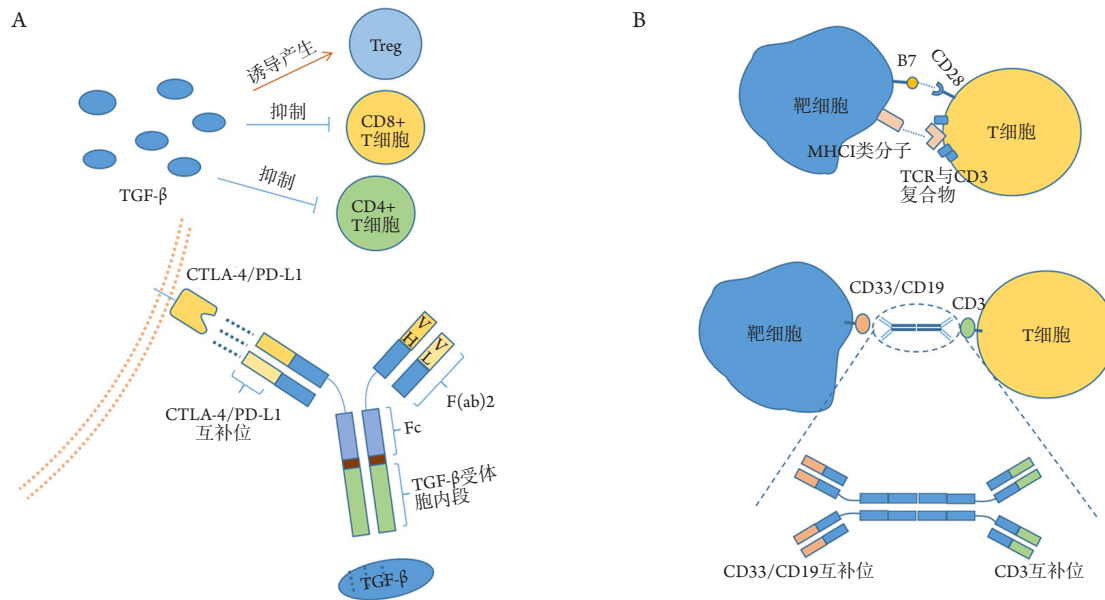 A
诱导产生
Treg
抑制
CD8+
T细胞
TGF-β
抑制
CD4+
T细胞
CTLA-4/PD-L1
VH
VL
F(ab)2
CTLA-4/PD-L1
互补位
Fc
TGF-β受体
胞内段
TGF-β
B
B7
CD28
靶细胞
T细胞
MHCI类分子
TCR与CD3
复合物
CD33/CD19
CD3
靶细胞
T细胞
CD33/CD19互补位
CD3互补位